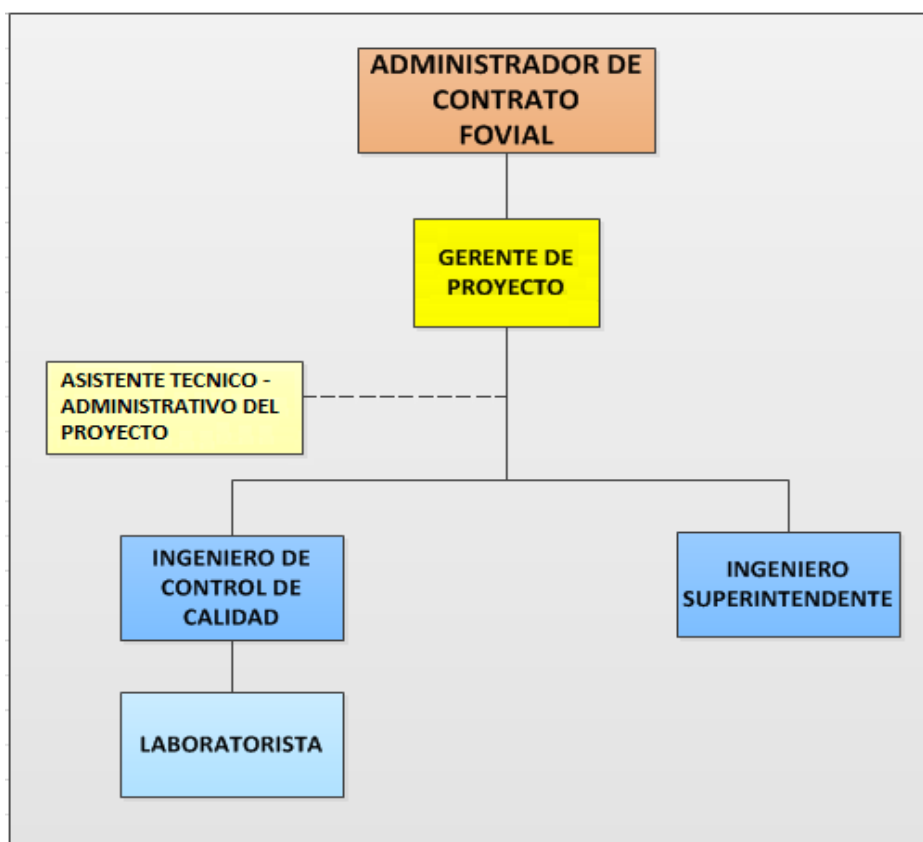 ADMINISTRADOR DE
CONTRATO
FOVIAL
GERENTE DE
PROYECTO
ASISTENTE TECNICO -
ADMINISTRATIVO DEL
PROYECTO
INGENIERO DE
CONTROL DE
CALIDAD
INGENIERO
SUPERINTENDENTE
LABORATORISTA